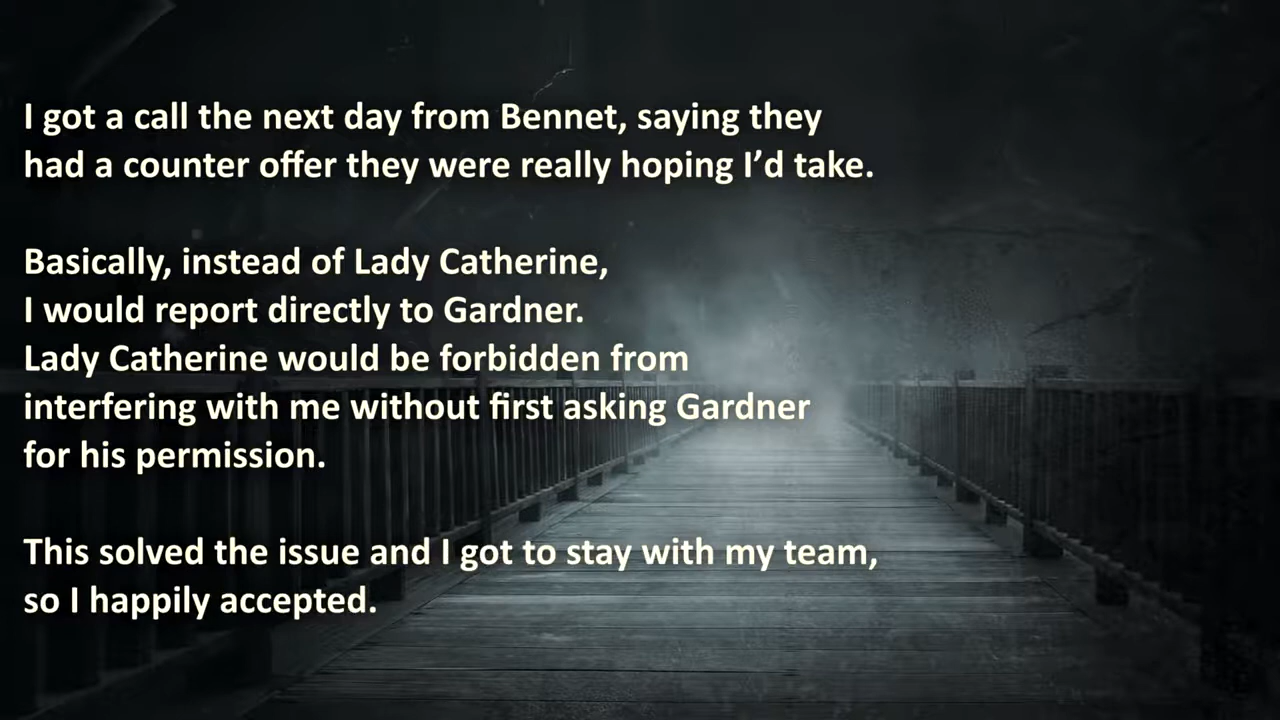 I got a call the next day from Bennet, saying they
had a counter offer they were really hoping I’d take.
Basically, instead of Lady Catherine,
I would report directly to Gardner.
Lady Catherine would be forbidden from
interfering with me without first asking Gardner
for his permission.
This solved the issue and I got to stay with my team,
so I happily accepted.